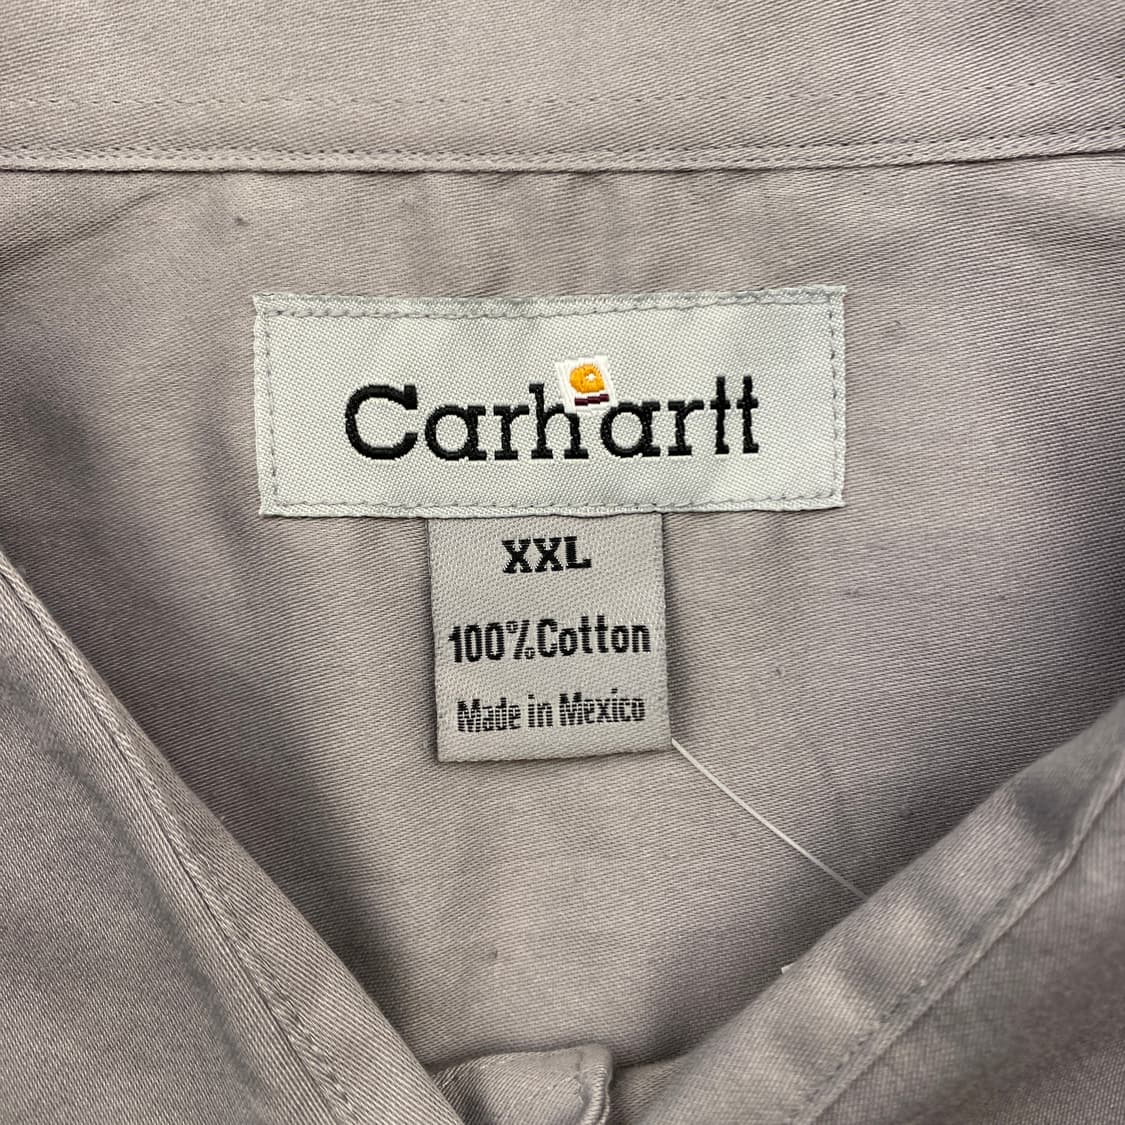 Carhartt
XXL
100% Cotton
Made in Mexico